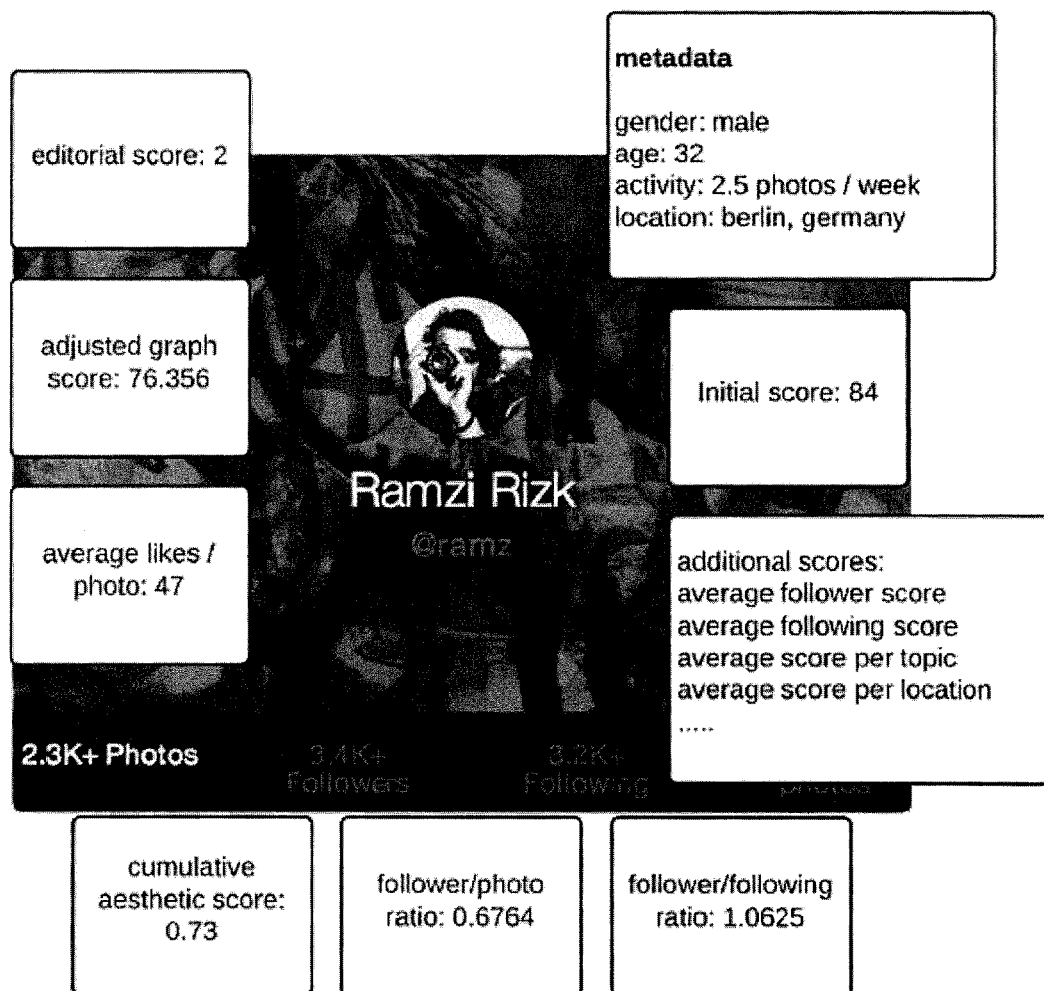 metadata
gender: male
age: 32
activity: 2.5 photos / week
location: berlin, germany
editorial score: 2
adjusted graph
score: 76.356
Initial score: 84
Ramzi Rizk
@ramz
average likes /
photo: 47
additional scores:
average follower score
average following score
average score per topic
average score per location
.....
2.3K+ Photos
3.4K+
Followers
3.2K+
Following
photos
cumulative
aesthetic score:
0.73
follower/photo
ratio: 0.6764
follower/following
ratio: 1.0625